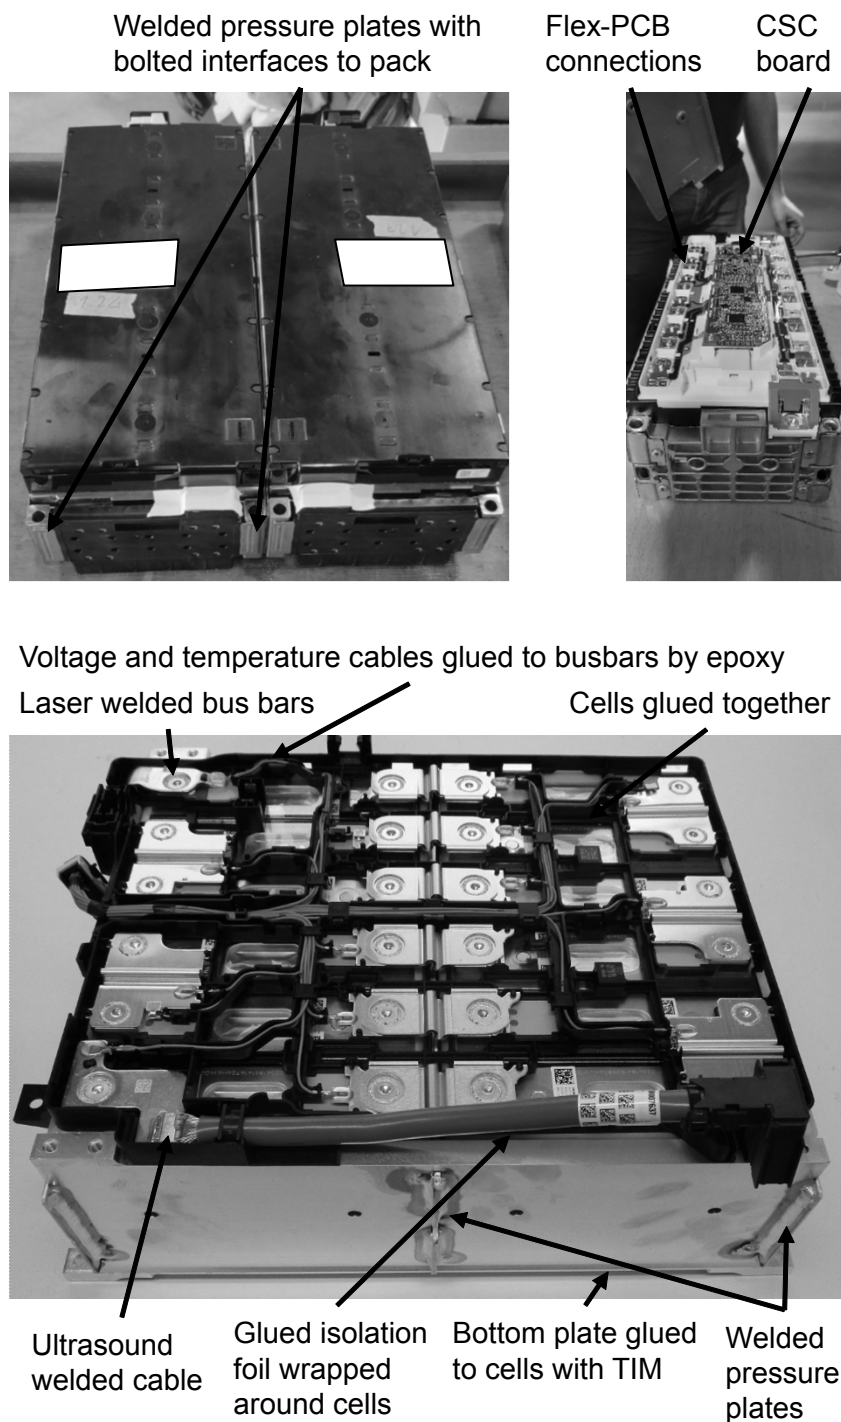 Welded pressure plates with
bolted interfaces to pack
Flex-PCB
connections
CSC
board
Voltage and temperature cables glued to busbars by epoxy
Laser welded bus bars
Cells glued together
Ultrasound
welded cable
Glued isolation
foil wrapped
around cells
Bottom plate glued
to cells with TIM
Welded
pressure
plates